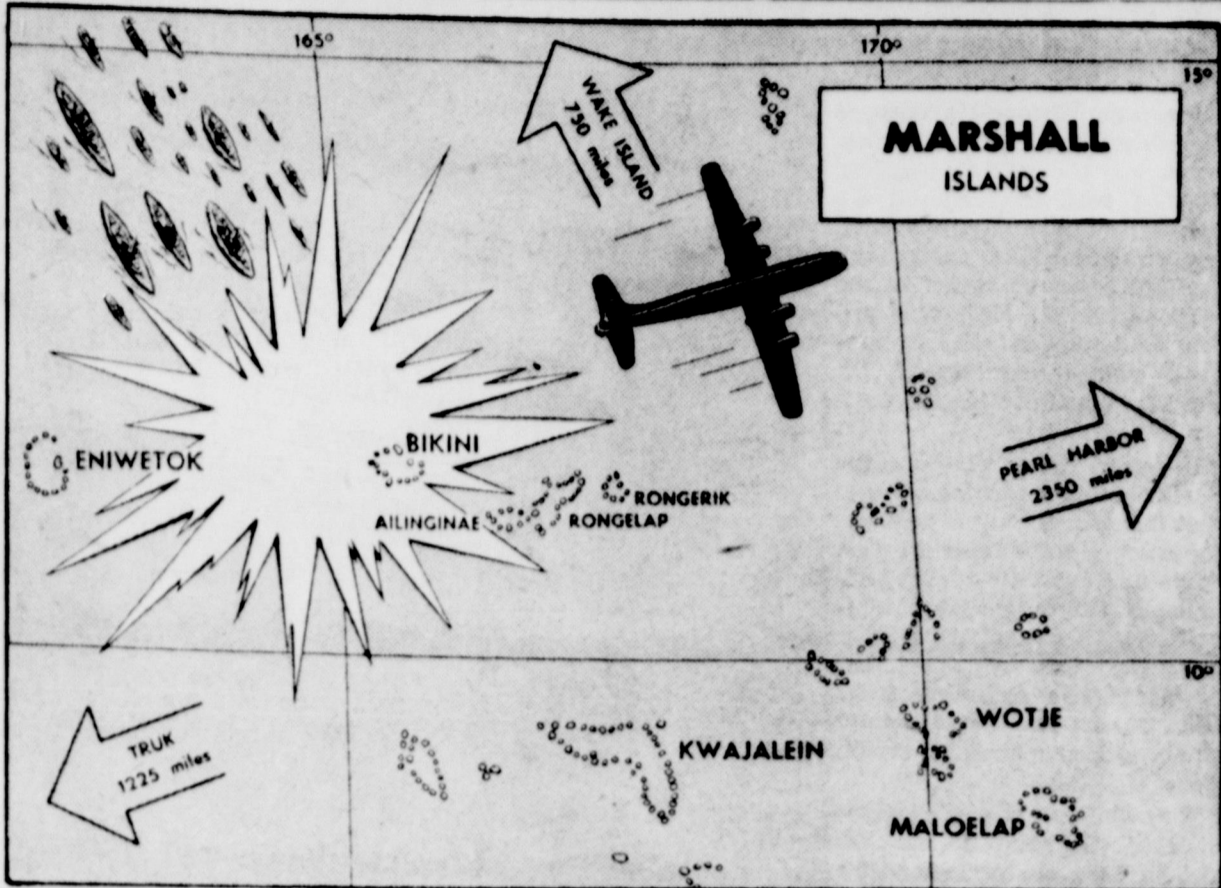 165°
170°
15°
WAKE ISLAND
750 miles
MARSHALL
ISLANDS
BIKINI
ENIWETOK
PEARL HARBOR
2350 miles
RONGERIK
AILINGINAE
RONGELAP
10°
WOTJE
TRUK
1225 miles
KWAJALEIN
MALOELAP